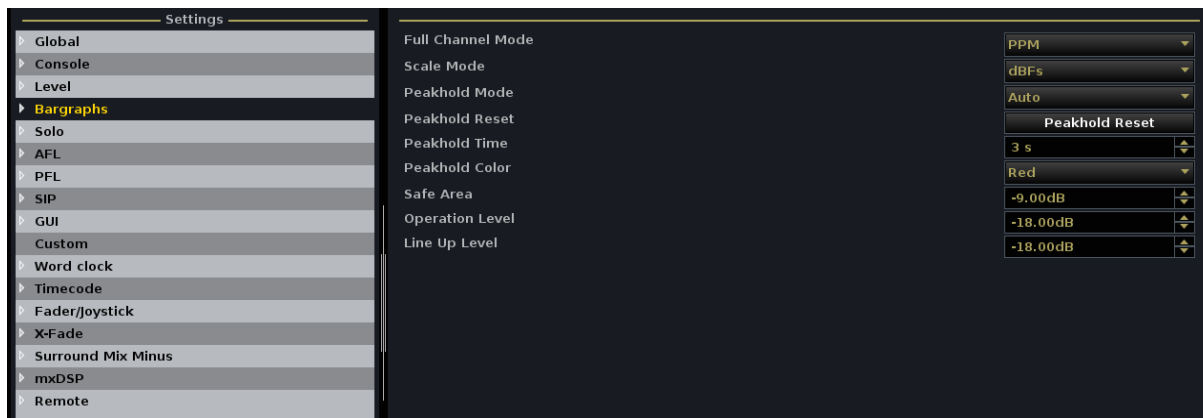 Settings
Global
Console
Level
Bargraphs
Solo
AFL
PFL
SIP
GUI
Custom
Word clock
Timecode
Fader/Joystick
X-Fade
Surround Mix Minus
mxDSP
Remote
Full Channel Mode PPM
Scale Mode dBFs
Peakhold Mode Auto
Peakhold Reset Peakhold Reset
Peakhold Time 3 s
Peakhold Color Red
Safe Area -9.00dB
Operation Level -18.00dB
Line Up Level -18.00dB